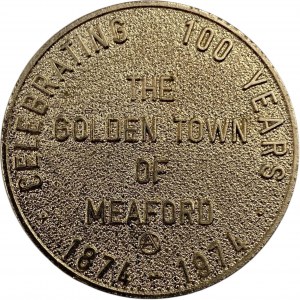 CELEBRATING 100 YEARS
THE
GOLDEN TOWN
OF
MEAFORD
1874 - 1974